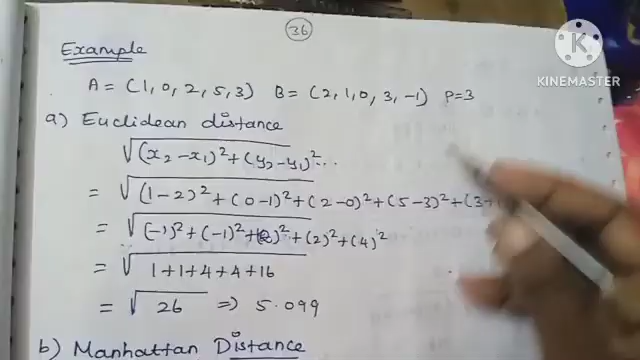 36
Example
K
KINEMASTER
A = (1, 0, 2, 5, 3) B = (2, 1, 0, 3, -1) P=3
a) Euclidean distance
√(x₂-x₁)²+(y₂-y₁)²...
= √(1-2)²+(0-1)²+(2-0)²+(5-3)²+(3+1
= √(-1)²+(-1)²+(2)²+(2)²+(4)²
= √1+1+4+4+16
= √26 ⇒ 5.099
b) Manhattan Distance